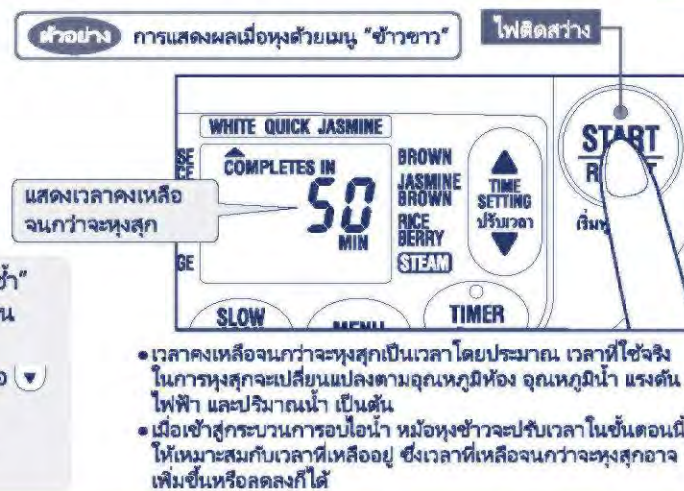 ตัวอย่าง การแสดงผลเมื่อหุงด้วยเมนู "ข้าวขาว"
ไฟติดสว่าง
WHITE QUICK JASMINE
START
COMPLETES IN
50
MIN
BROWN
JASMINE
BROWN
RICE
BERRY
STEAM
TIME
SETTING
ปรับเวลา
แสดงเวลาคงเหลือ
จนกว่าจะหุงสุก
SLOW
TIMER
• เวลาคงเหลือจนกว่าจะหุงสุกเป็นเวลาโดยประมาณ เวลาที่ใช้จริง
ในการหุงสุกจะเปลี่ยนแปลงตามอุณหภูมิห้อง อุณหภูมิน้ำ แรงดัน
ไฟฟ้า และปริมาณน้ำ เป็นต้น
• เมื่อเข้าสู่กระบวนการอบไอน้ำ หม้อหุงข้าวจะปรับเวลาในขั้นตอนนี้
ให้เหมาะสมกับเวลาที่เหลืออยู่ ซึ่งเวลาที่เหลือจนกว่าจะหุงสุกอาจ
เพิ่มขึ้นหรือลดลงก็ได้